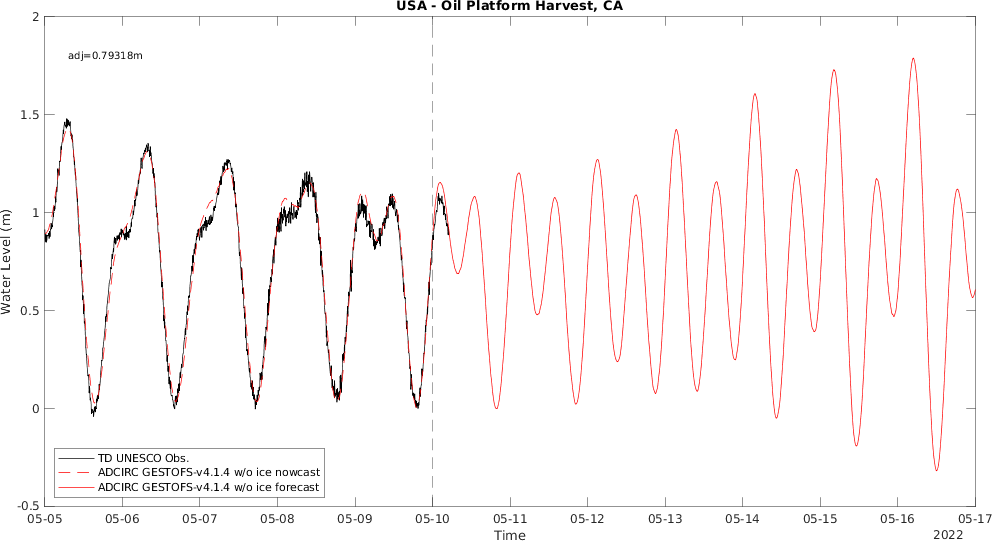 USA - Oil Platform Harvest, CA
2
adj=0.79318m
1.5
1
0.5
0
-0.5
Water Level (m)
TD UNESCO Obs.
ADCIRC GESTOFS-v4.1.4 w/o ice nowcast
ADCIRC GESTOFS-v4.1.4 w/o ice forecast
05-05 05-06 05-07 05-08 05-09 05-10 05-11 05-12 05-13 05-14 05-15 05-16 05-17
Time
2022